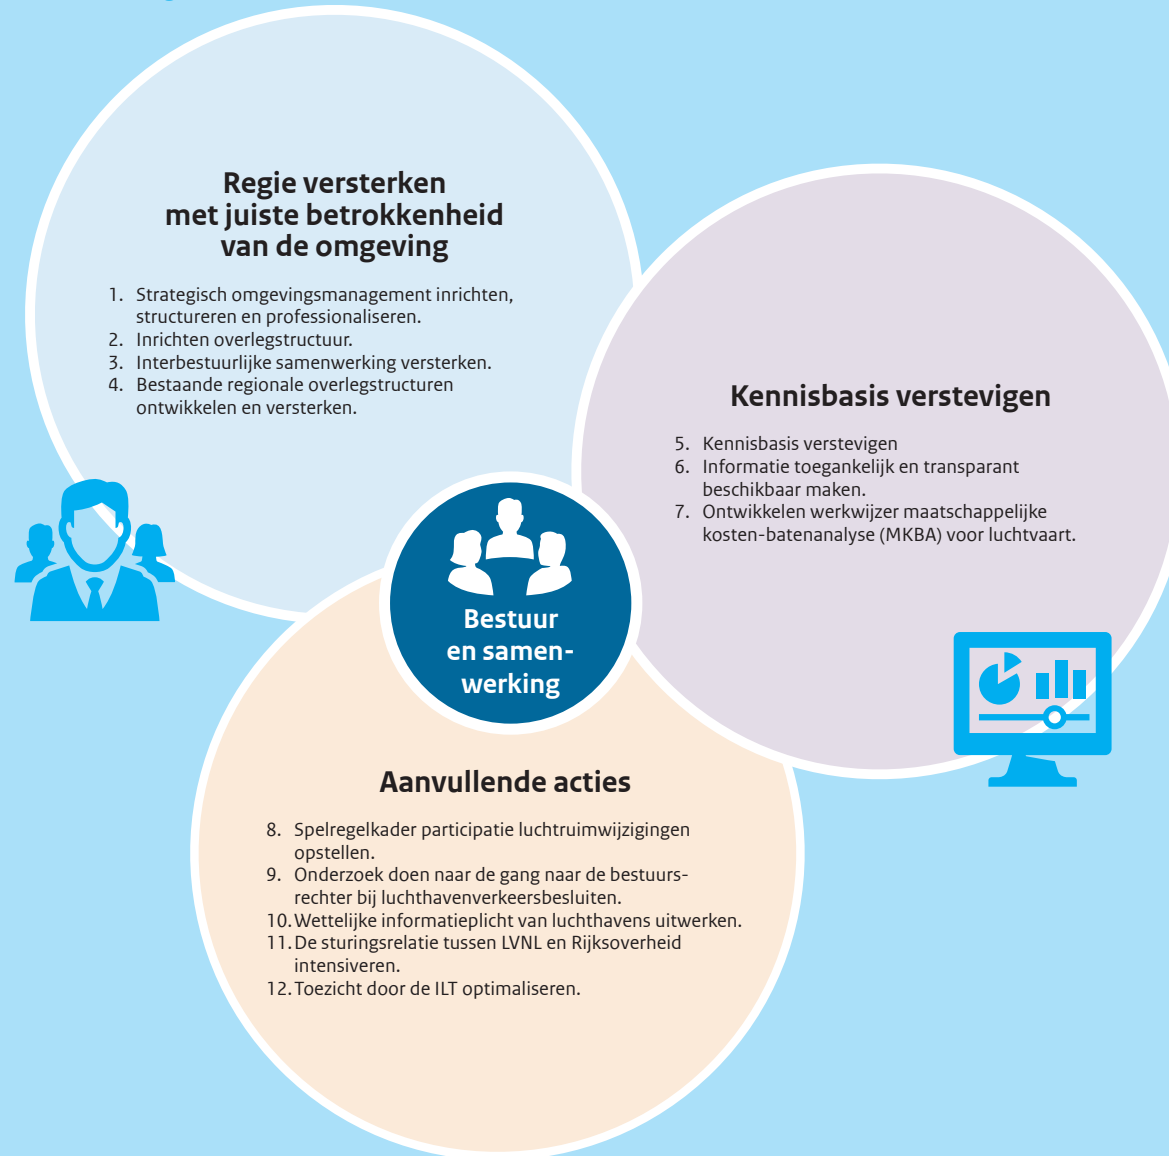 Regie versterken
met juiste betrokkenheid
van de omgeving
1. Strategisch omgevingsmanagement inrichten,
structureren en professionaliseren.
2. Inrichten overlegstructuur.
3. Interbestuurlijke samenwerking versterken.
4. Bestaande regionale overlegstructuren
ontwikkelen en versterken.
Kennisbasis verstevigen
5. Kennisbasis verstevigen
6. Informatie toegankelijk en transparant
beschikbaar maken.
7. Ontwikkelen werkwijzer maatschappelijke
kosten-batenanalyse (MKBA) voor luchtvaart.
Bestuur
en samen-
werking
Aanvullende acties
8. Spelregelkader participatie luchtruimwijzigingen
opstellen.
9. Onderzoek doen naar de gang naar de bestuurs-
rechter bij luchthavenverkeersbesluiten.
10. Wettelijke informatieplicht van luchthavens uitwerken.
11. De sturingsrelatie tussen LVNL en Rijksoverheid
intensiveren.
12. Toezicht door de ILT optimaliseren.